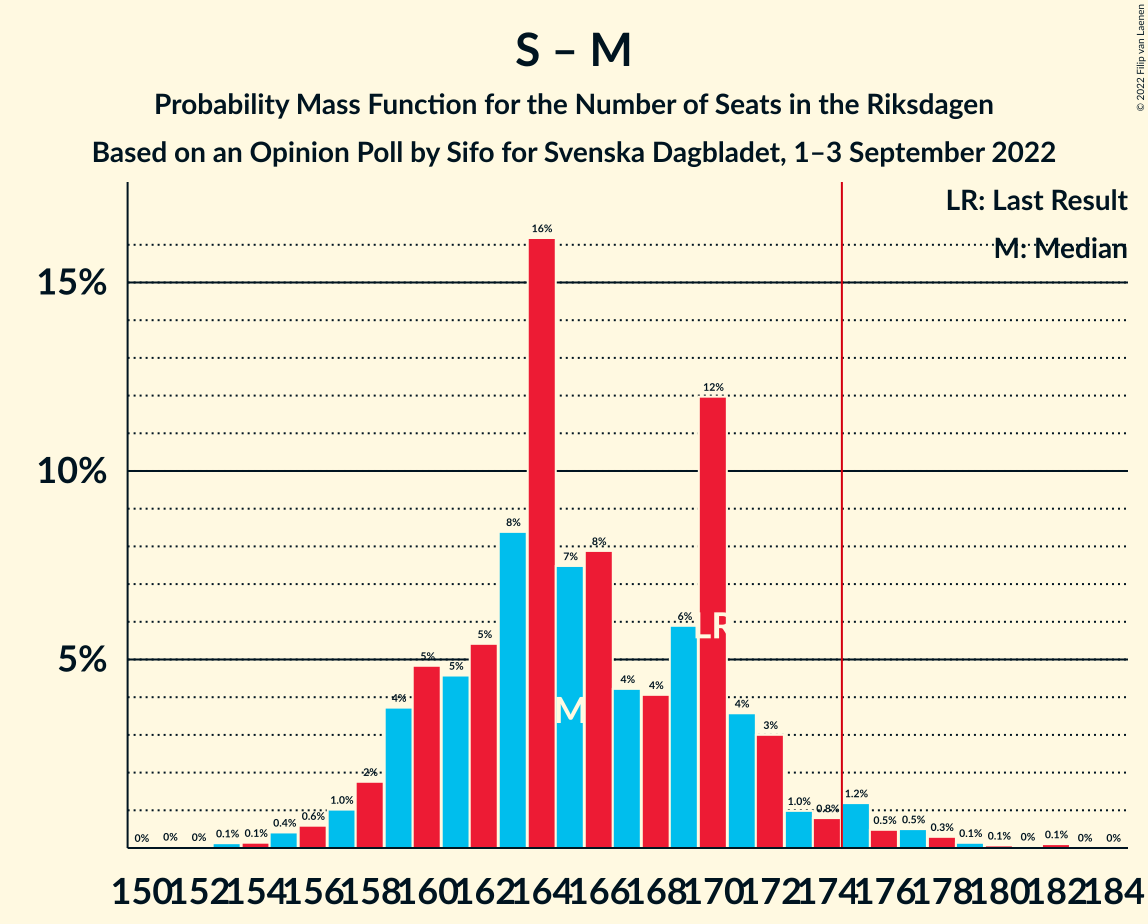 S – M
Probability Mass Function for the Number of Seats in the Riksdagen
Based on an Opinion Poll by Sifo for Svenska Dagbladet, 1–3 September 2022
© 2022 Filip van Laenen
LR: Last Result
M: Median
15%
10%
5%
0% 0% 0% 0.1% 0.1% 0.4% 0.6% 1.0% 2% 4% 5% 5% 5% 8% 16% 7% 8% 4% 4% 6% 12% 4% 3% 1.0% 0.8% 1.2% 0.5% 0.5% 0.3% 0.1% 0.1% 0% 0.1% 0% 0%
LR
M
150 152 154 156 158 160 162 164 166 168 170 172 174 176 178 180 182 184